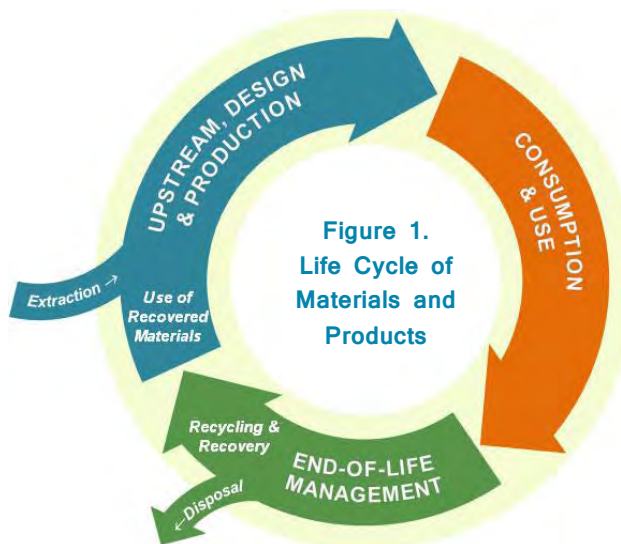 UPSTREAM, DESIGN
& PRODUCTION
CONSUMPTION
& USE
Figure 1.
Life Cycle of
Materials and
Products
Extraction →
Use of
Recovered
Materials
Recycling &
Recovery
END-OF-LIFE
MANAGEMENT
←Disposal